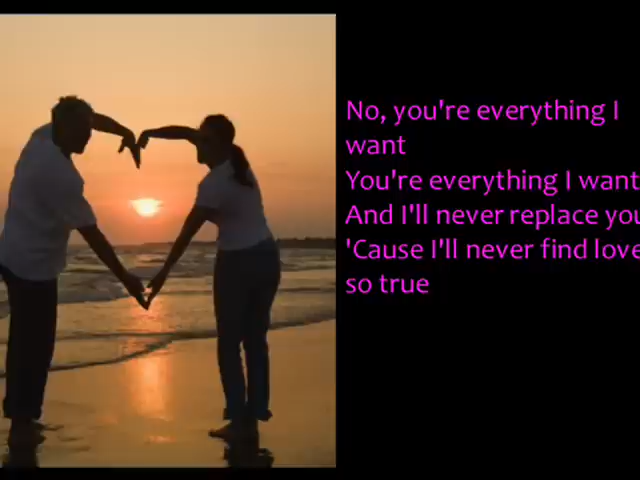 No, you're everything I
want
You're everything I want
And I'll never replace you
'Cause I'll never find love
so true